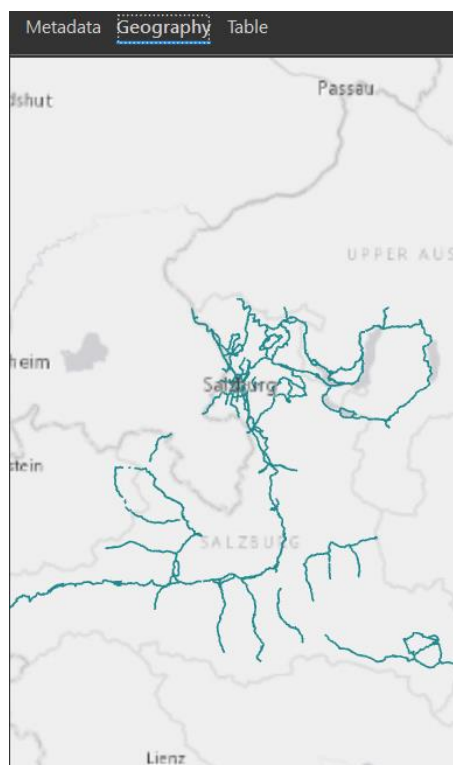 Metadata Geography Table
dshut
Passau
UPPER AUS
heim
Salzburg
stein
SALZBURG
Lienz